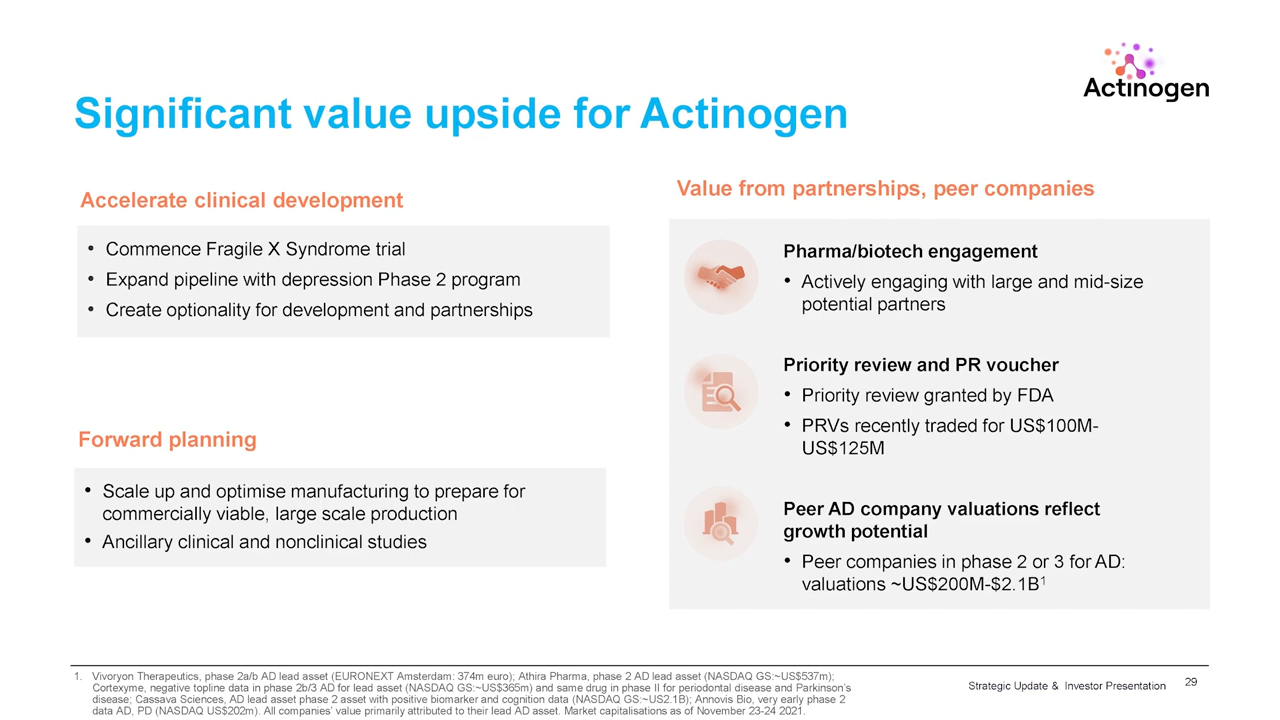 Actinogen
Significant value upside for Actinogen
Accelerate clinical development
• Commence Fragile X Syndrome trial
• Expand pipeline with depression Phase 2 program
• Create optionality for development and partnerships
Forward planning
• Scale up and optimise manufacturing to prepare for
commercially viable, large scale production
• Ancillary clinical and nonclinical studies
Value from partnerships, peer companies
Pharma/biotech engagement
• Actively engaging with large and mid-size
potential partners
Priority review and PR voucher
• Priority review granted by FDA
• PRVs recently traded for US$100M-
US$125M
Peer AD company valuations reflect
growth potential
• Peer companies in phase 2 or 3 for AD:
valuations ~US$200M-$2.1B1
1. Vivoryon Therapeutics, phase 2a/b AD lead asset (EURONEXT Amsterdam: 374m euro); Athira Pharma, phase 2 AD lead asset (NASDAQ GS:~US$537m);
Cortexyme, negative topline data in phase 2b/3 AD for lead asset (NASDAQ GS:~US$365m) and same drug in phase II for periodontal disease and Parkinson's
disease; Cassava Sciences, AD lead asset phase 2 asset with positive biomarker and cognition data (NASDAQ GS:~US2.1B); Annovis Bio, very early phase 2
data AD, PD (NASDAQ US$202m). All companies' value primarily attributed to their lead AD asset. Market capitalisations as of November 23-24 2021.
Strategic Update & Investor Presentation 29